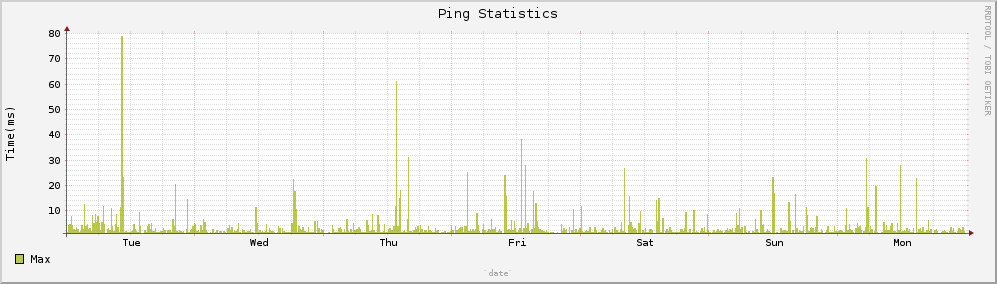 Ping Statistics
RRDTOOL / TOBI OETIKER
Time(ms)
80
70
60
50
40
30
20
10
Tue Wed Thu Fri Sat Sun Mon
Max
`date`